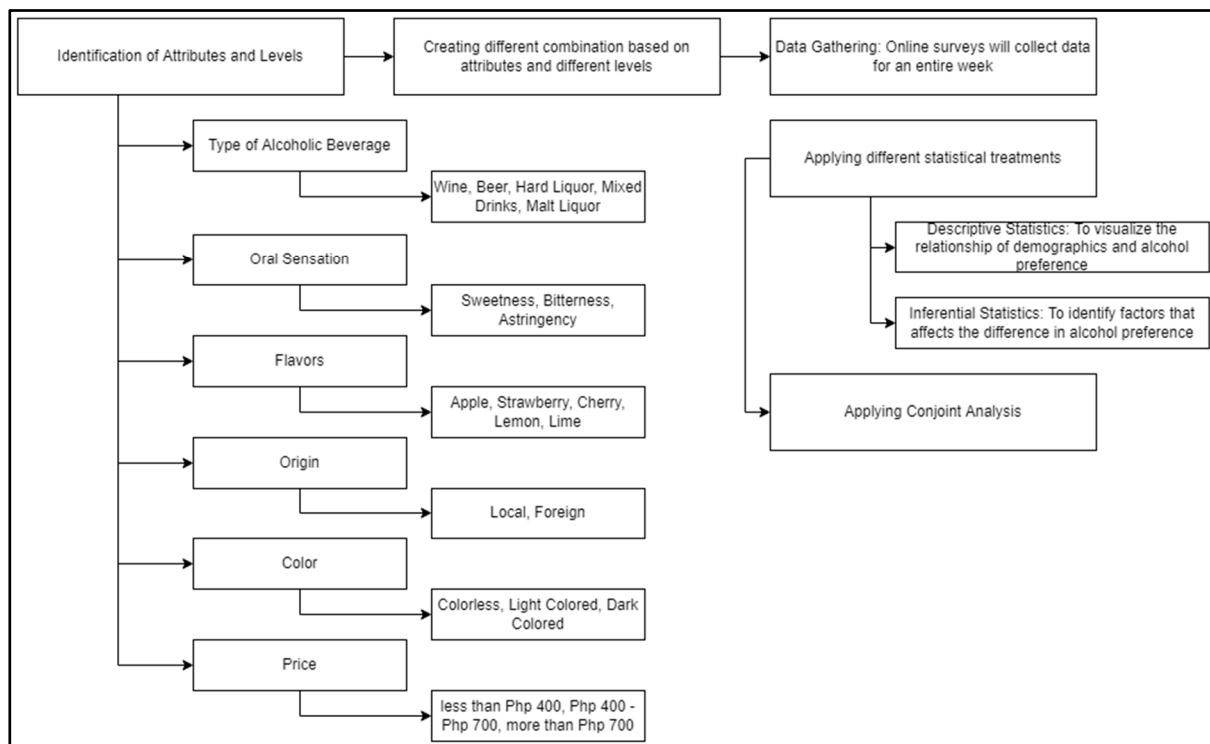 Identification of Attributes and Levels
Creating different combination based on
attributes and different levels
Data Gathering: Online surveys will collect data
for an entire week
Type of Alcoholic Beverage
Wine, Beer, Hard Liquor, Mixed
Drinks, Malt Liquor
Oral Sensation
Sweetness, Bitterness,
Astringency
Flavors
Apple, Strawberry, Cherry,
Lemon, Lime
Origin
Local, Foreign
Color
Colorless, Light Colored, Dark
Colored
Price
less than Php 400, Php 400 -
Php 700, more than Php 700
Applying different statistical treatments
Descriptive Statistics: To visualize the
relationship of demographics and alcohol
preference
Inferential Statistics: To identify factors that
affects the difference in alcohol preference
Applying Conjoint Analysis